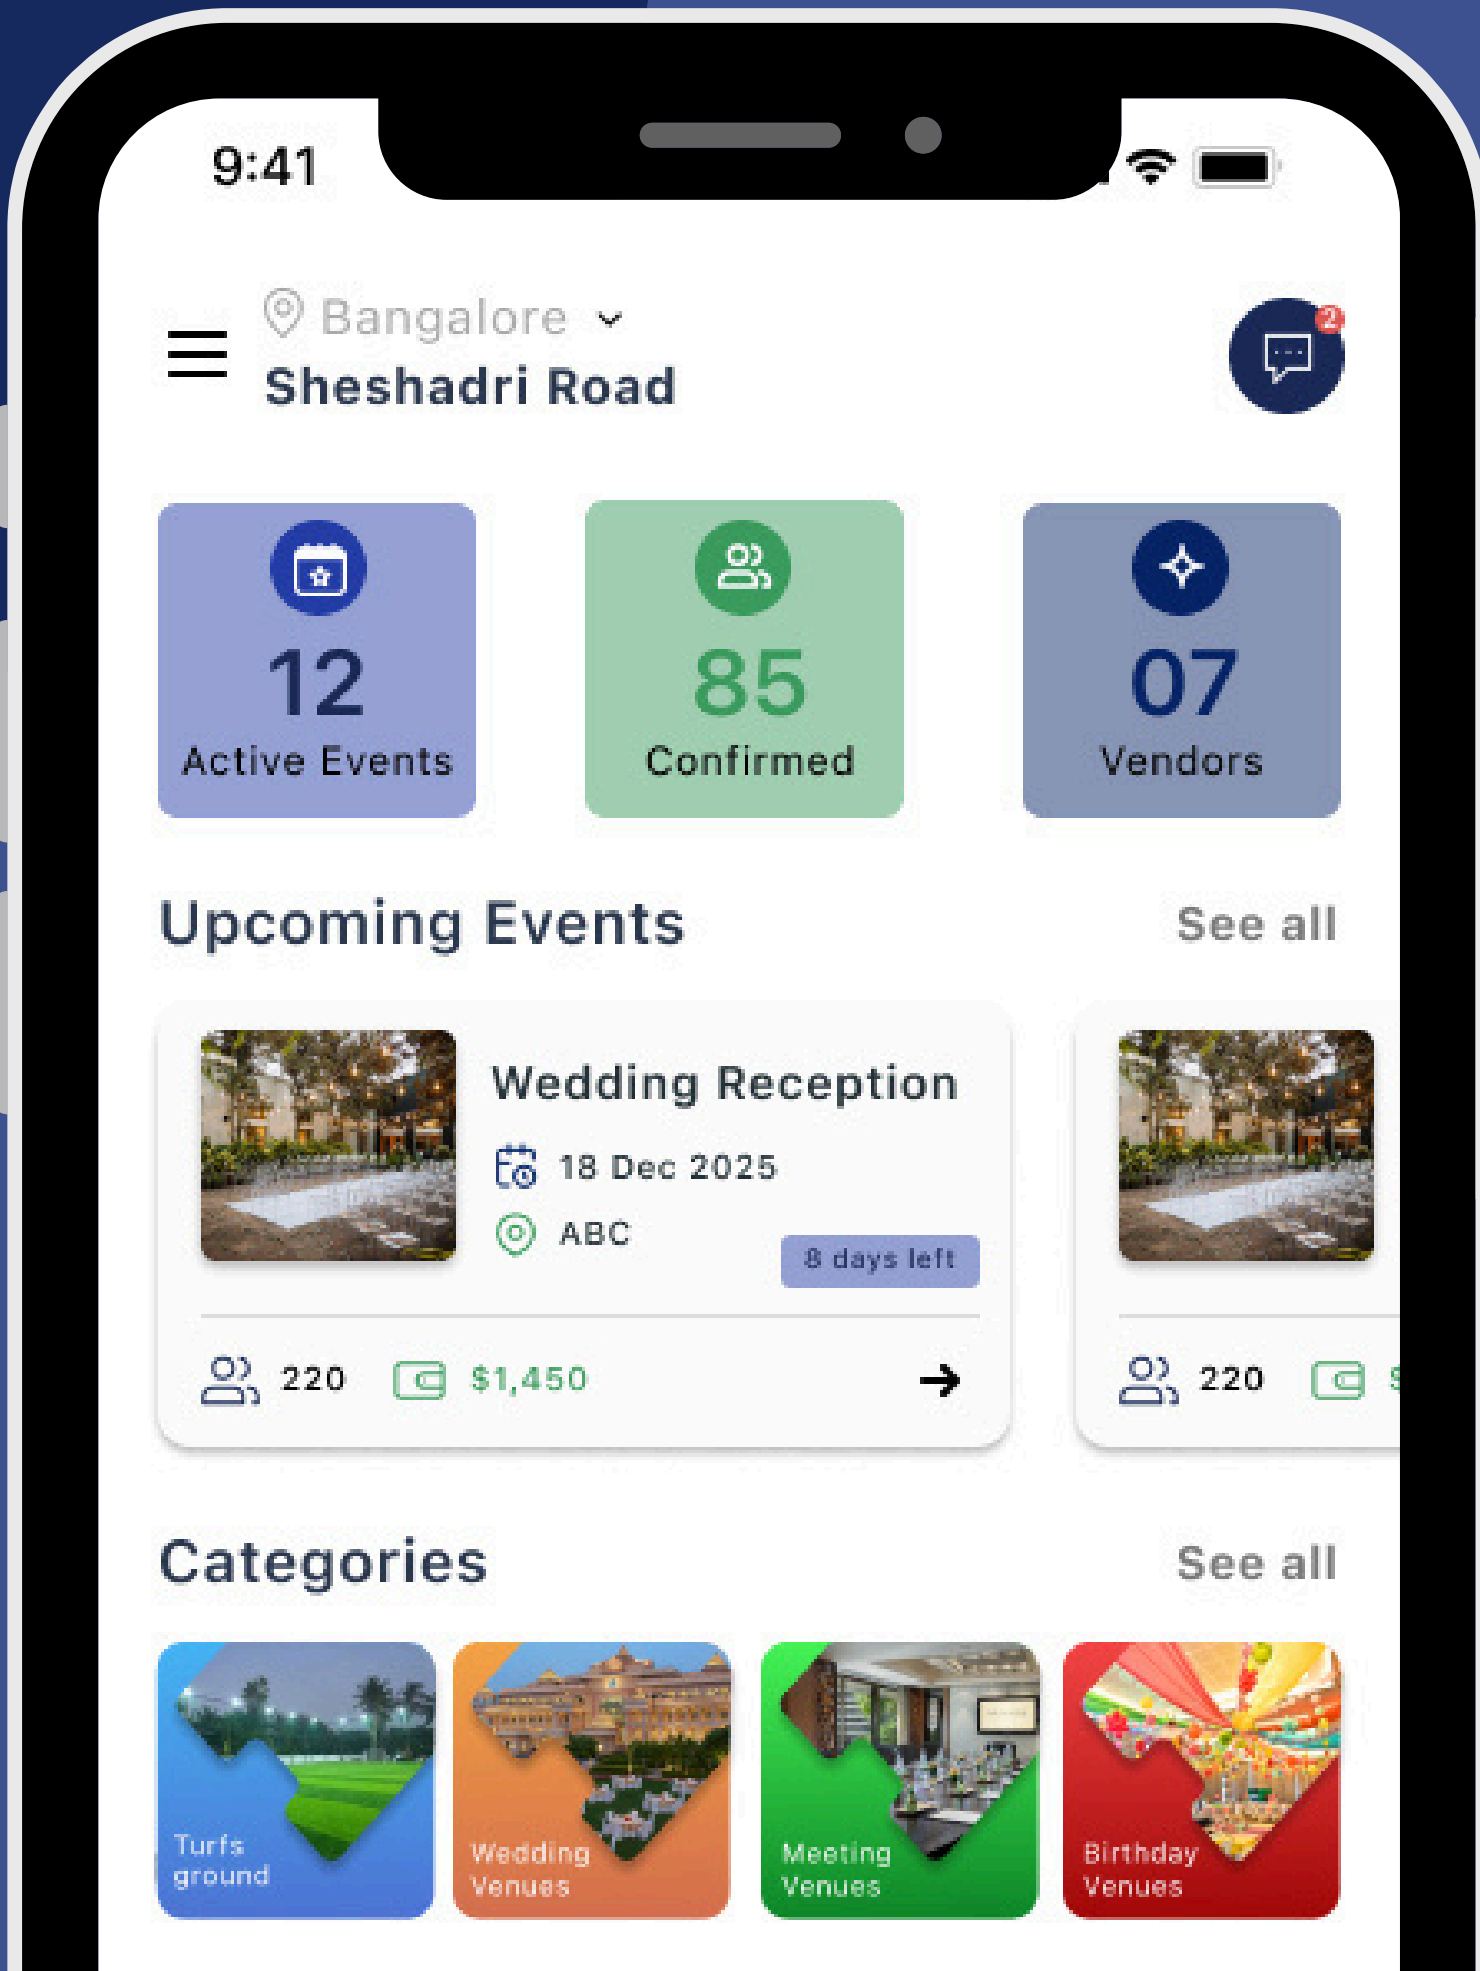 9:41
Bangalore
Sheshadri Road
2
12
Active Events
85
Confirmed
07
Vendors
Upcoming Events
See all
Wedding Reception
18 Dec 2025
ABC
8 days left
220
$1,450
220
$
Categories
See all
Turfs
ground
Wedding
Venues
Meeting
Venues
Birthday
Venues